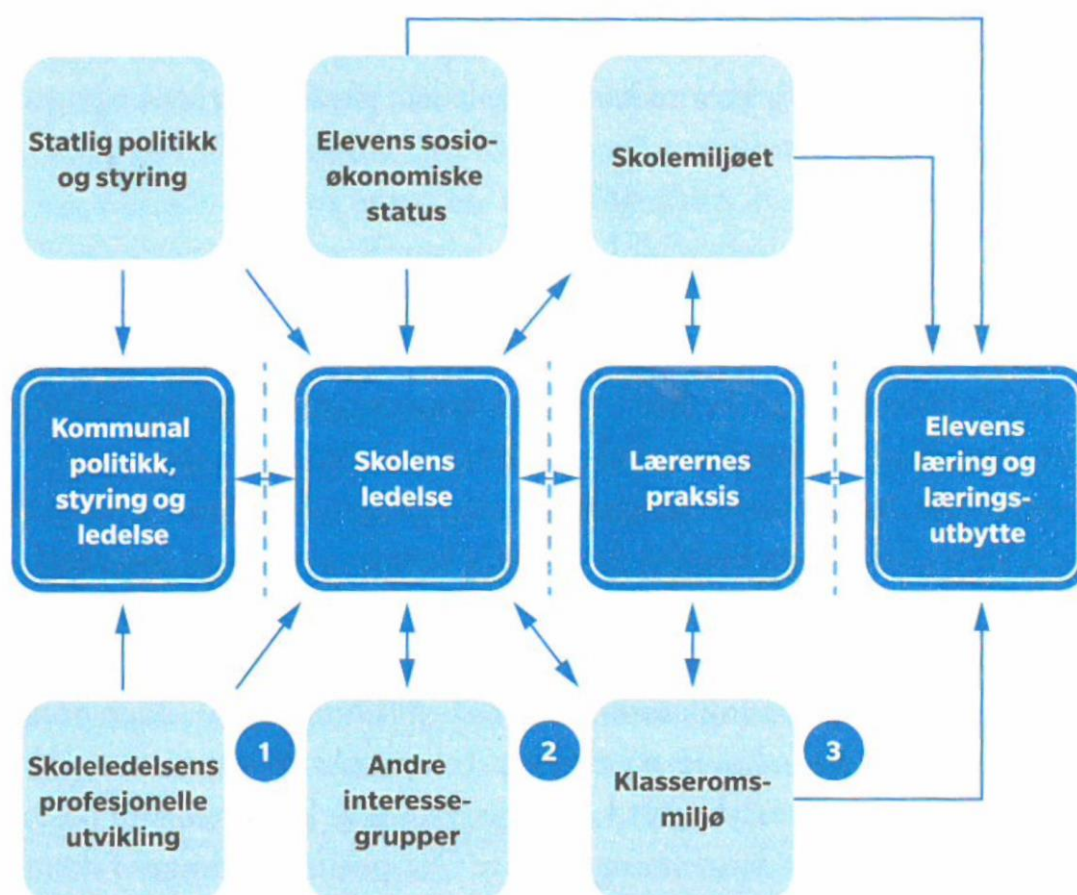 Statlig politikk
og styring
Elevens sosio-
økonomiske
status
Skolemiljøet
Kommunal
politikk,
styring og
ledelse
Skolens
ledelse
Lærernes
praksis
Elevens
læring og
lærings-
utbytte
Skoleledelsens
profesjonelle
utvikling
1
Andre
interesse-
grupper
2
Klasseroms-
miljø
3